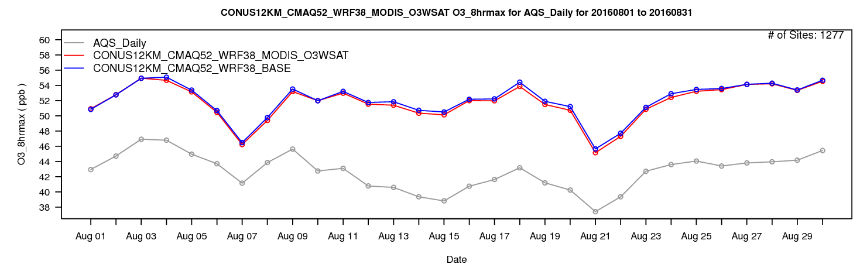 CONUS12KM_CMAQ52_WRF38_MODIS_O3WSAT O3_8hrmax for AQS_Daily for 20160801 to 20160831
# of Sites: 1277
AQS_Daily
CONUS12KM_CMAQ52_WRF38_MODIS_O3WSAT
CONUS12KM_CMAQ52_WRF38_BASE
O3_8hrmax ( ppb )
60
58
56
54
52
50
48
46
44
42
40
38
Aug 01 Aug 03 Aug 05 Aug 07 Aug 09 Aug 11 Aug 13 Aug 15 Aug 17 Aug 19 Aug 21 Aug 23 Aug 25 Aug 27 Aug 29
Date